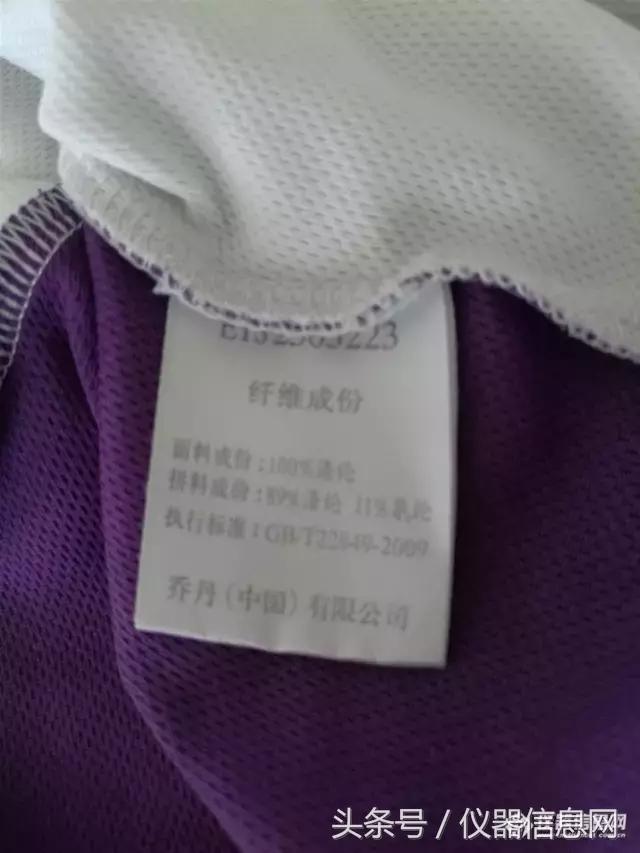 纤维成份
面料成份:100%涤纶
拼料成份:89%涤纶 11%氨纶
执行标准:GB/T22849-2009
乔丹(中国)有限公司
头条号/仪器信息网